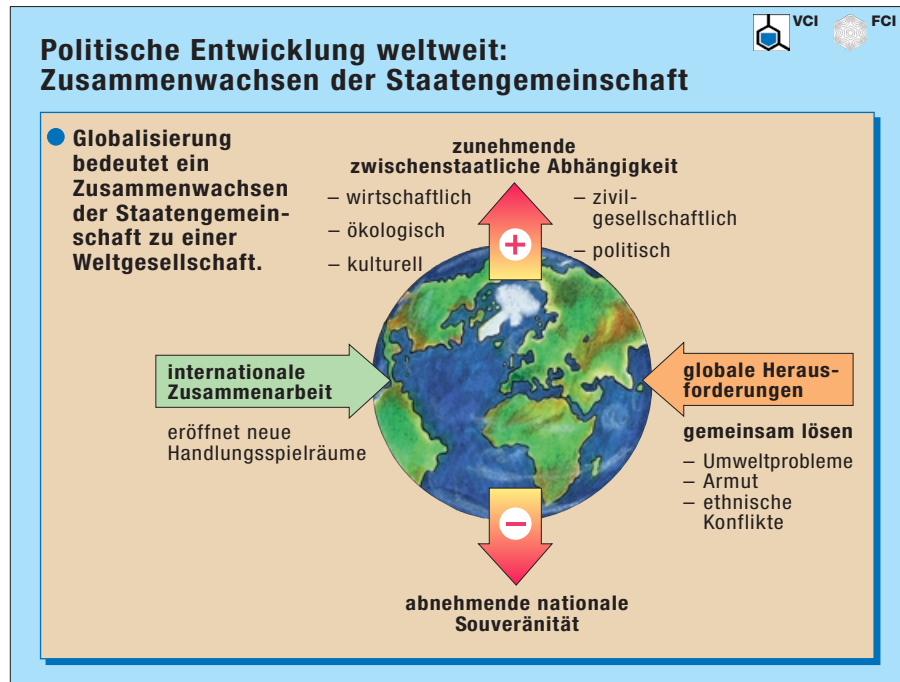 VCI
FCI
Politische Entwicklung weltweit:
Zusammenwachsen der Staatengemeinschaft
Globalisierung
bedeutet ein
Zusammenwachsen
der Staatengemein-
schaft zu einer
Weltgesellschaft.
zunehmende
zwischenstaatliche Abhängigkeit
– wirtschaftlich
– ökologisch
– kulturell
– zivil-
gesellschaftlich
– politisch
+
internationale
Zusammenarbeit
eröffnet neue
Handlungsspielräume
globale Heraus-
forderungen
gemeinsam lösen
– Umweltprobleme
– Armut
– ethnische
Konflikte
–
abnehmende nationale
Souveränität